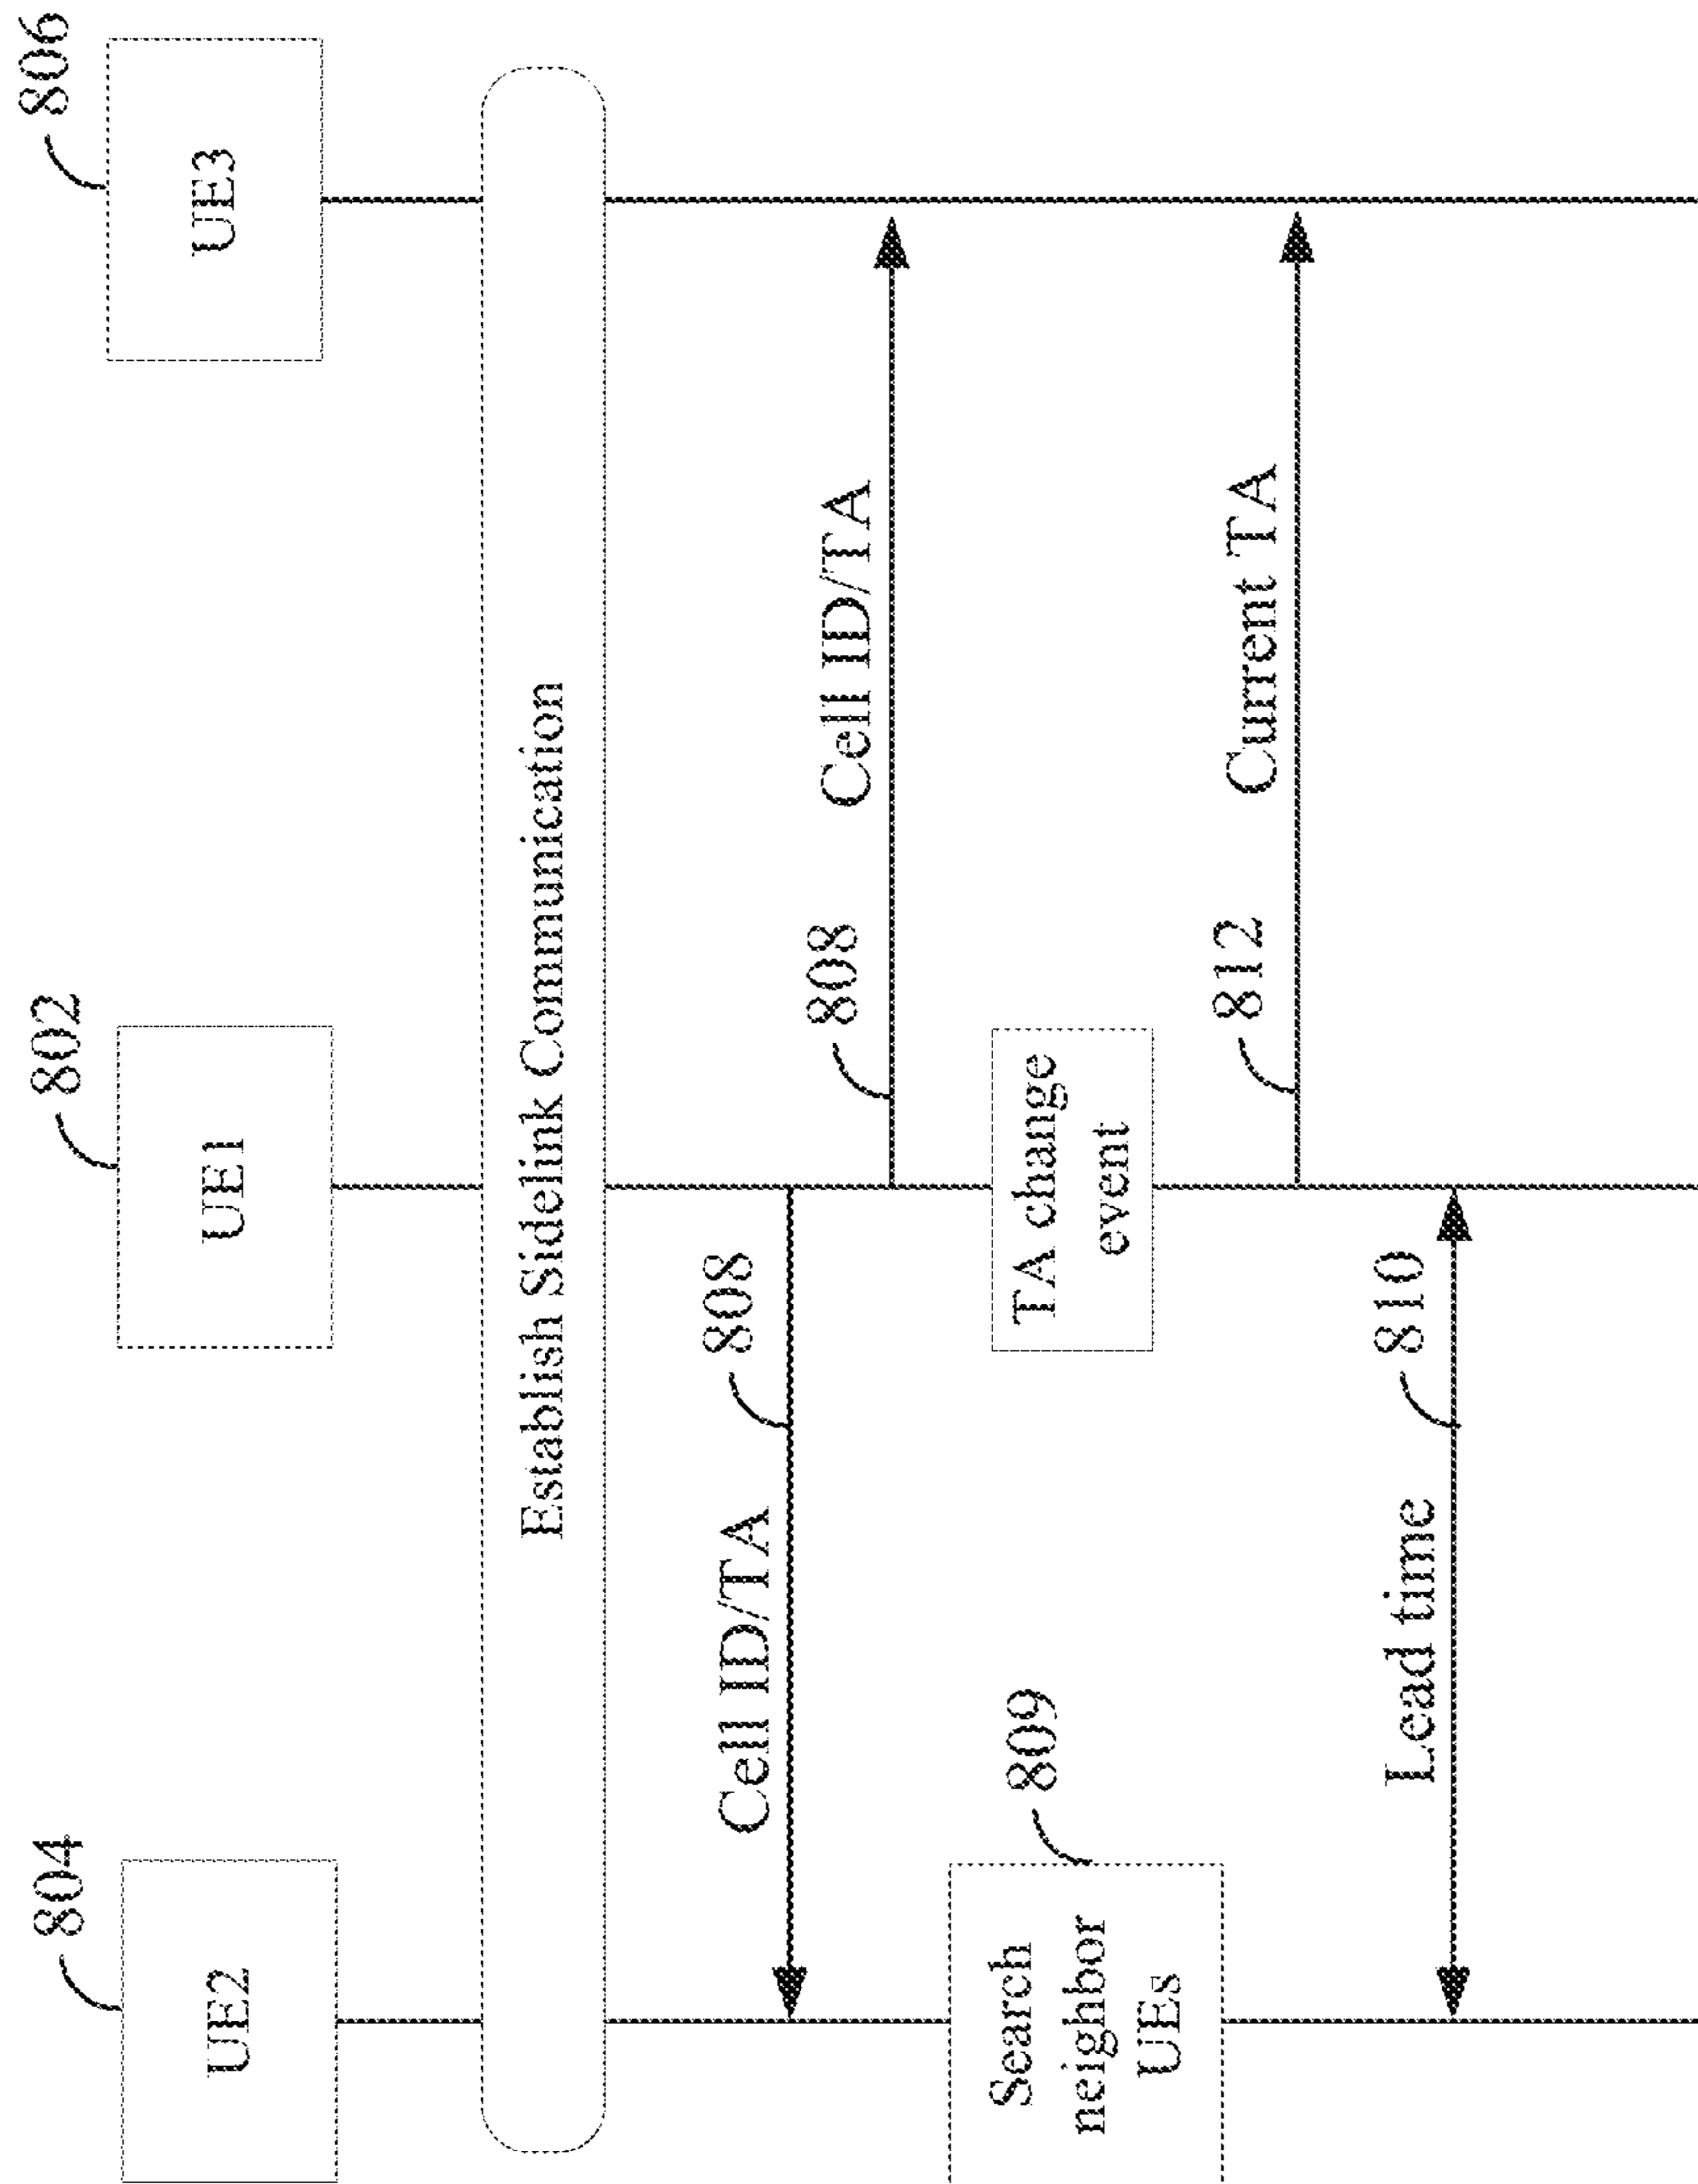 804
UE2
802
UE1
806
UE3
Establish Sidelink Communication
Cell ID/TA
808
808
Cell ID/TA
Search
neighbor
UEs
809
TA change
event
812
Current TA
Lead time
810